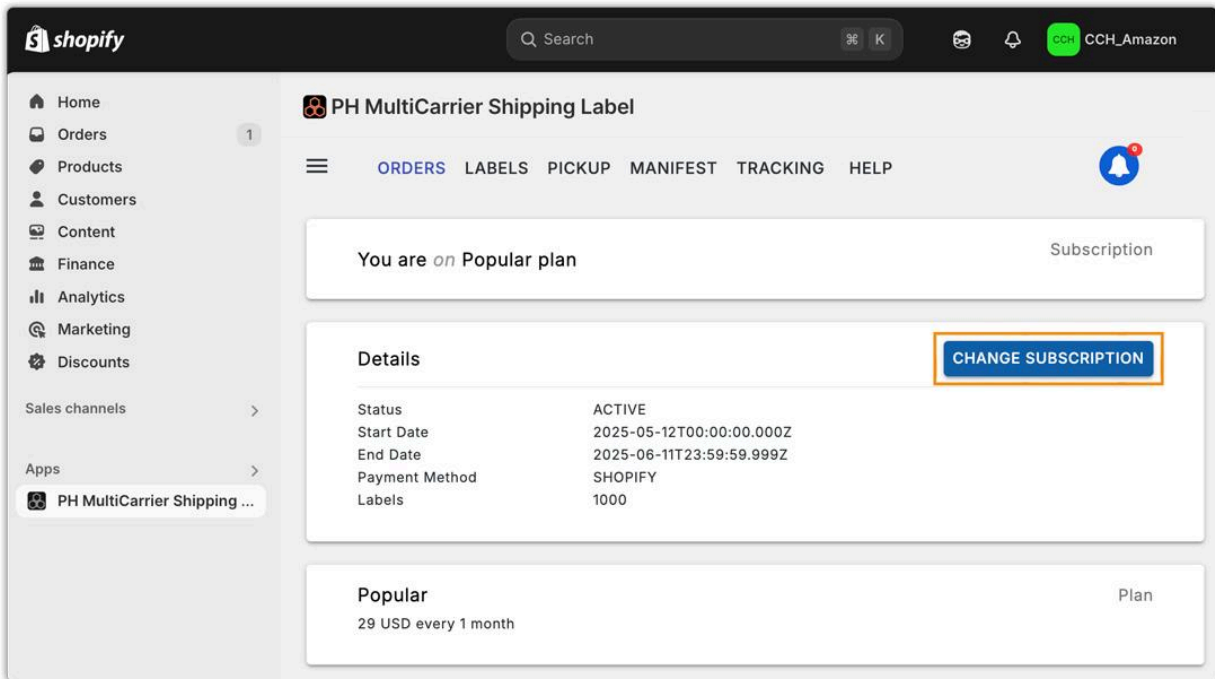 shopify
Search
⌘ K
CCH
CCH_Amazon
Home
Orders 1
Products
Customers
Content
Finance
Analytics
Marketing
Discounts
Sales channels
Apps
PH MultiCarrier Shipping ...
PH MultiCarrier Shipping Label
ORDERS LABELS PICKUP MANIFEST TRACKING HELP
0
You are on Popular plan
Subscription
Details
CHANGE SUBSCRIPTION
Status ACTIVE
Start Date 2025-05-12T00:00:00.000Z
End Date 2025-06-11T23:59:59.999Z
Payment Method SHOPIFY
Labels 1000
Popular
Plan
29 USD every 1 month